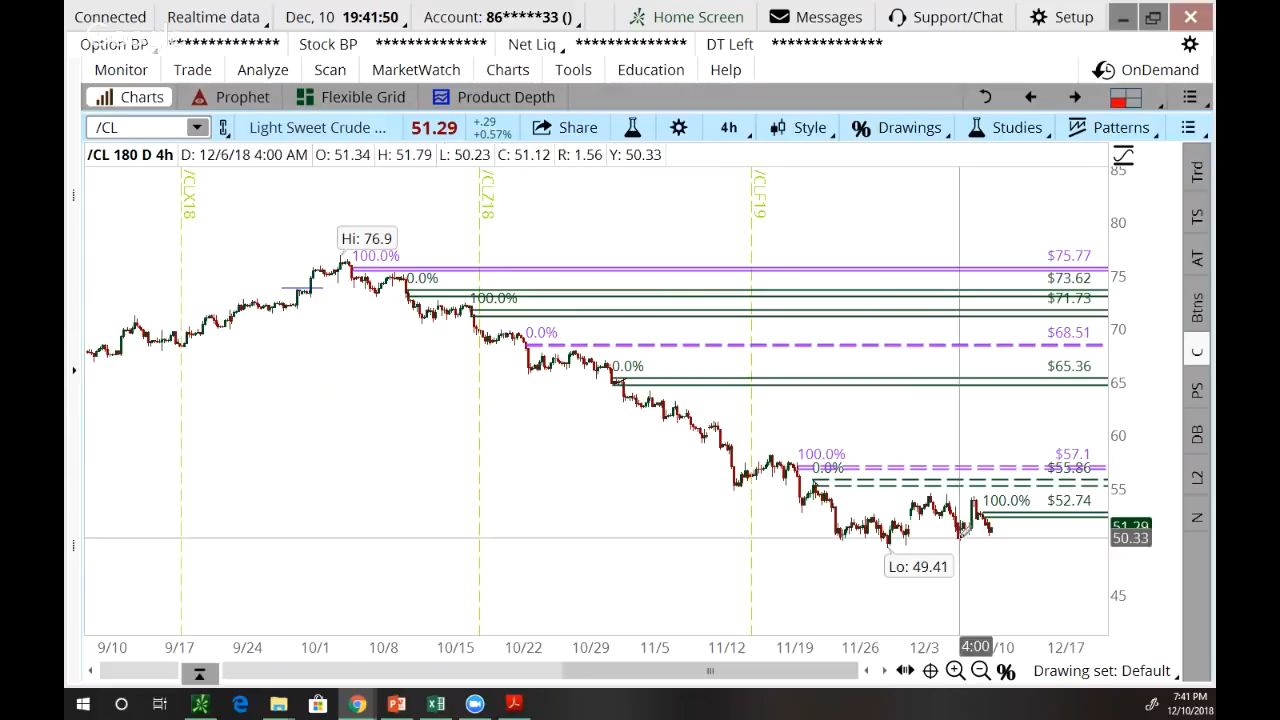 Connected Realtime data Dec, 10 19:41:50 Account: 86*****33 () Home Screen Messages Support/Chat Setup
Option BP ************* Stock BP ************* Net Liq ************* DT Left *************
Monitor Trade Analyze Scan MarketWatch Charts Tools Education Help OnDemand
Charts Prophet Flexible Grid Product Depth
/CL Light Sweet Crude ... 51.29 +.29 +0.57% Share 4h Style % Drawings Studies Patterns
/CL 180 D 4h D: 12/6/18 4:00 AM O: 51.34 H: 51.79 L: 50.23 C: 51.12 R: 1.56 Y: 50.33
/CLX18 /CLZ18 /CLF19
85
80
Hi: 76.9
100.0% $75.77
75
0.0% $73.62
100.0% $71.73
70
0.0% $68.51
65
0.0% $65.36
60
100.0% $57.1
0.0% $55.86
55
100.0% $52.74
51.29
50.33
Lo: 49.41
45
9/10 9/17 9/24 10/1 10/8 10/15 10/22 10/29 11/5 11/12 11/19 11/26 12/3 4:00 /10 12/17
% Drawing set: Default
Trd
TS
AT
Btns
C
PS
DB
L2
N
7:41 PM
12/10/2018